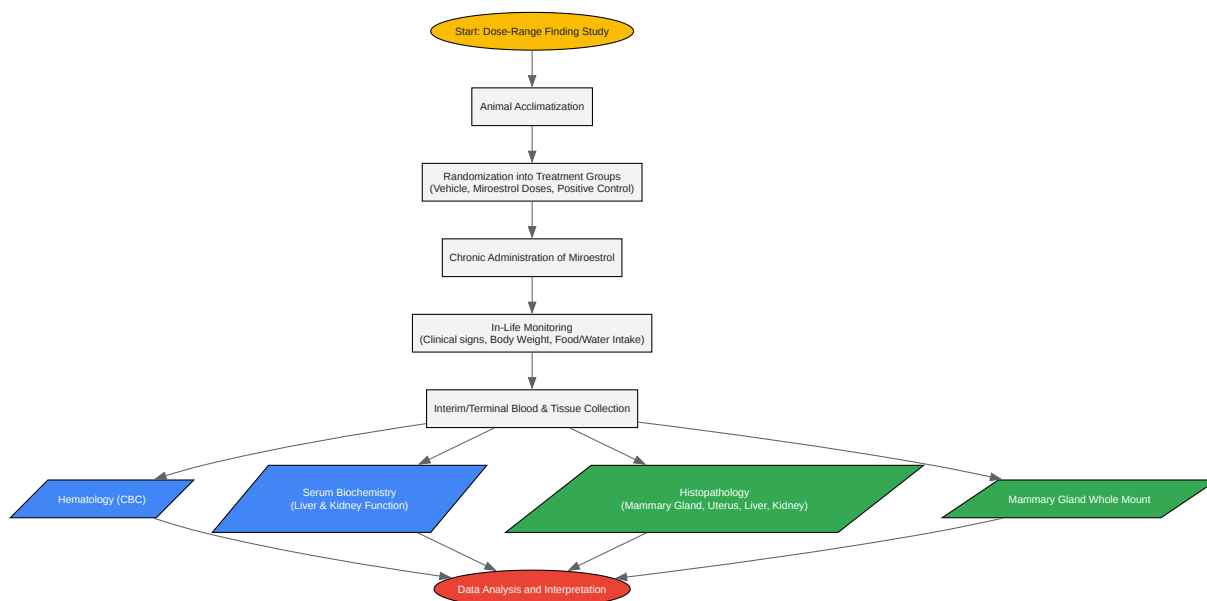 Start: Dose-Range Finding Study
Animal Acclimatization
Randomization into Treatment Groups
(Vehicle, Miroestrol Doses, Positive Control)
Chronic Administration of Miroestrol
In-Life Monitoring
(Clinical signs, Body Weight, Food/Water Intake)
Interim/Terminal Blood & Tissue Collection
Hematology (CBC)
Serum Biochemistry
(Liver & Kidney Function)
Histopathology
(Mammary Gland, Uterus, Liver, Kidney)
Mammary Gland Whole Mount
Data Analysis and Interpretation